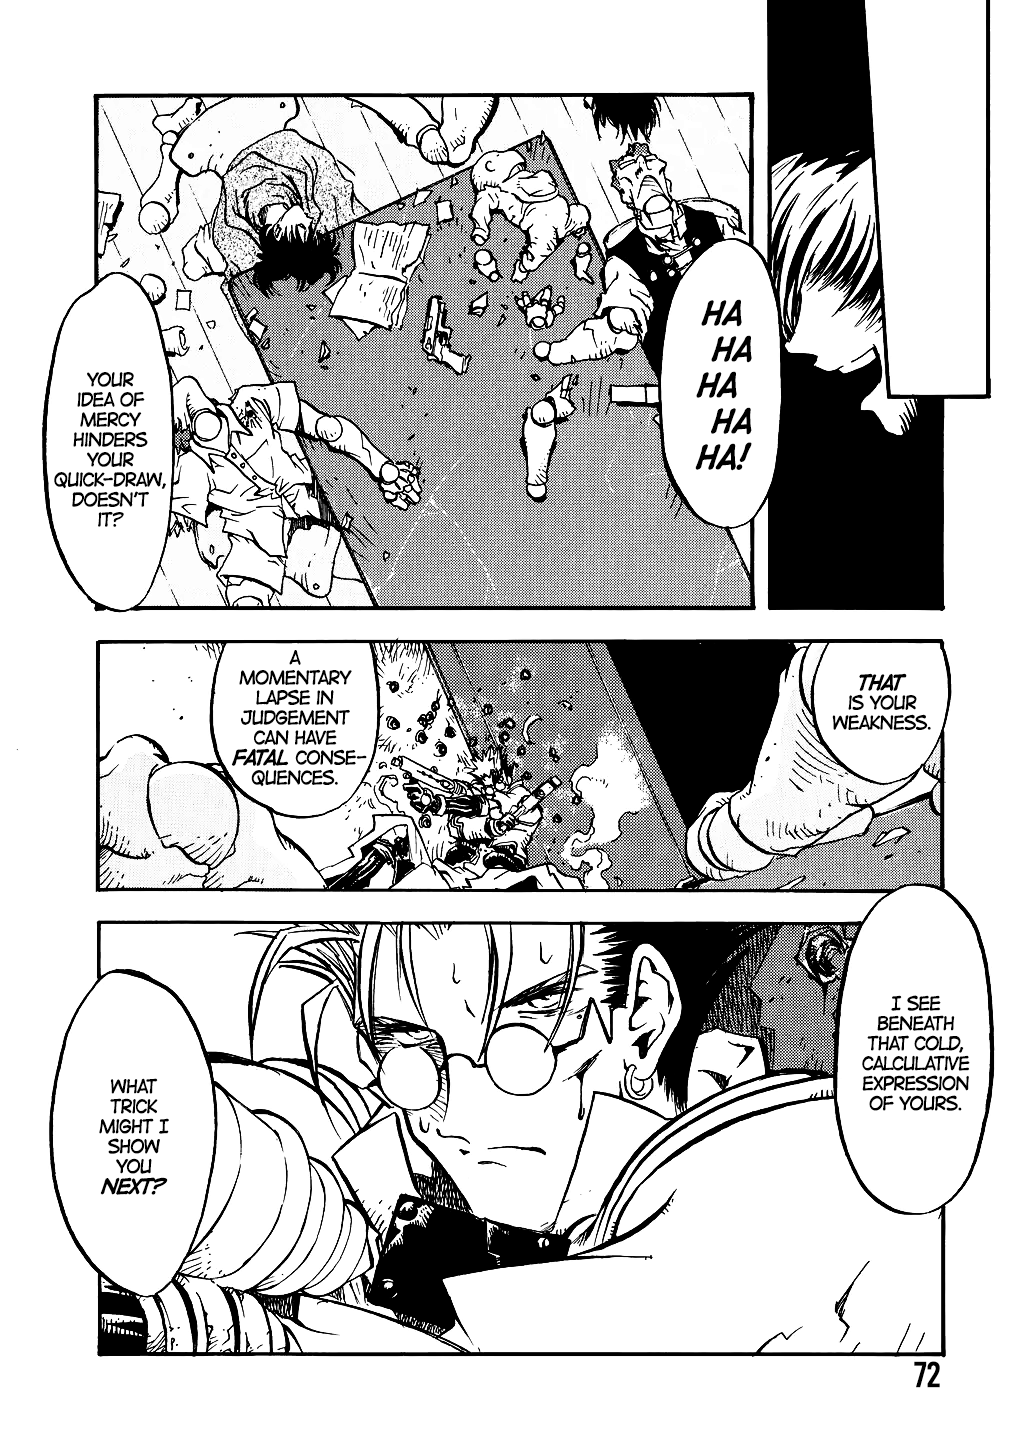 HA
HA
HA
HA
HA!
YOUR
IDEA OF
MERCY
HINDERS
YOUR
QUICK-DRAW,
DOESN'T
IT?
THAT
IS YOUR
WEAKNESS.
A
MOMENTARY
LAPSE IN
JUDGEMENT
CAN HAVE
FATAL CONSE-
QUENCES.
I SEE
BENEATH
THAT COLD,
CALCULATIVE
EXPRESSION
OF YOURS.
WHAT
TRICK
MIGHT I
SHOW
YOU
NEXT?
72